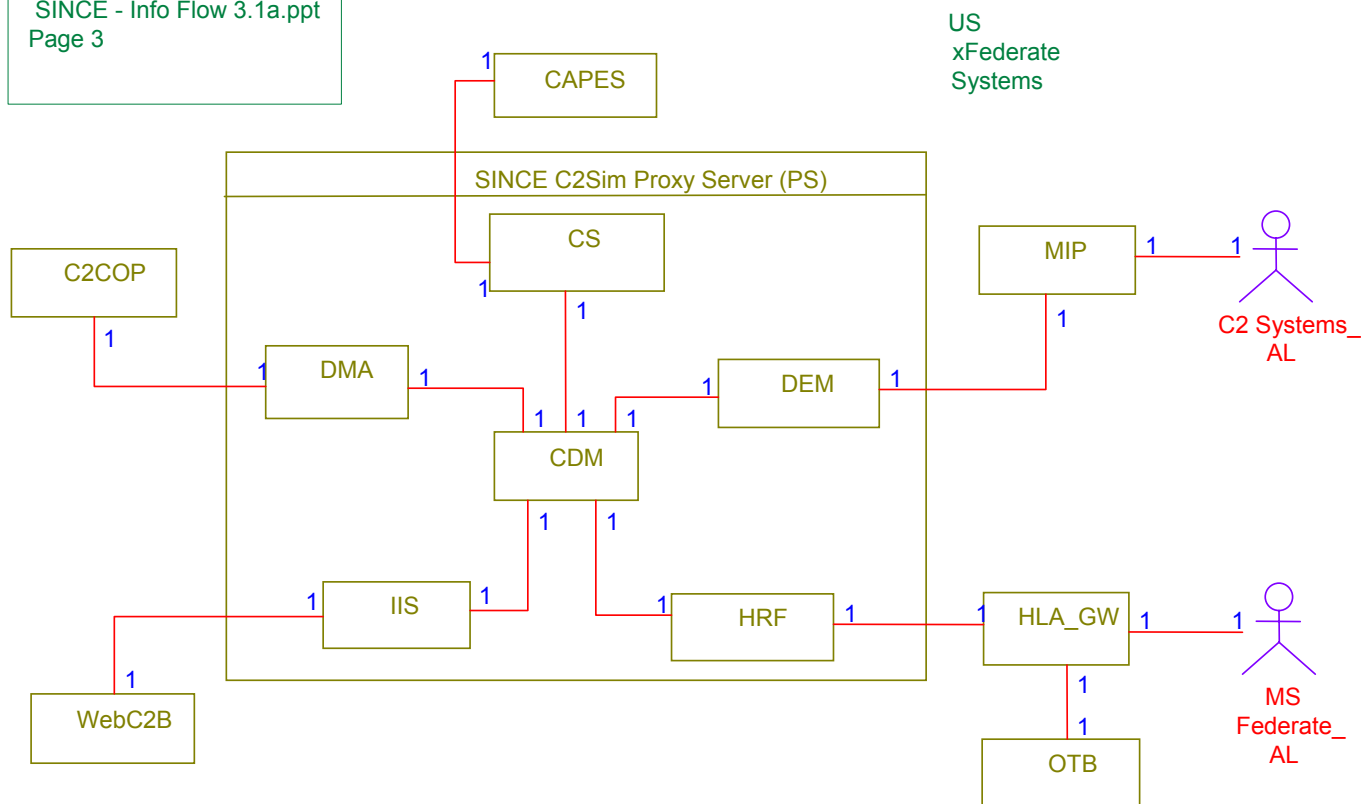 SINCE - Info Flow 3.1a.ppt
Page 3
US
xFederate
Systems
1
CAPES
SINCE C2Sim Proxy Server (PS)
CS
1
1
C2COP
1
MIP
1
1
1
C2 Systems_
AL
1
DMA
1
1
DEM
1
1
1
1
CDM
1
1
1
IIS
1
1
HRF
1
1
HLA_GW
1
1
MS
Federate_
AL
1
WebC2B
1
1
OTB